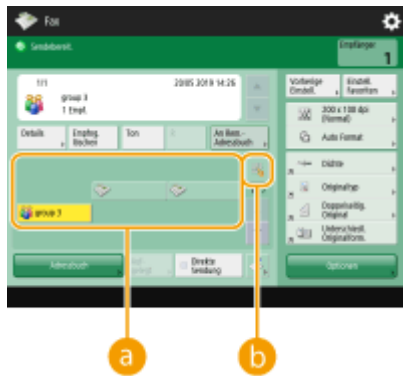 Fax
Sendebereit.
Empfänger
1
1/1
20/05 2019 14:26
group 3
1 Empf.
Details
Empfng.
löschen
Ton
An Ben.-
Adressbuch
Vorherige
Einstell.
Einstell.
Favoriten
200 x 100 dpi
(Normal)
Auto Format
Dichte
Originaltyp
Doppelseitig.
Original
Unterschiedl.
Originalform.
group 3
Adressbuch
Direkte
Sendung
Optionen
a
b